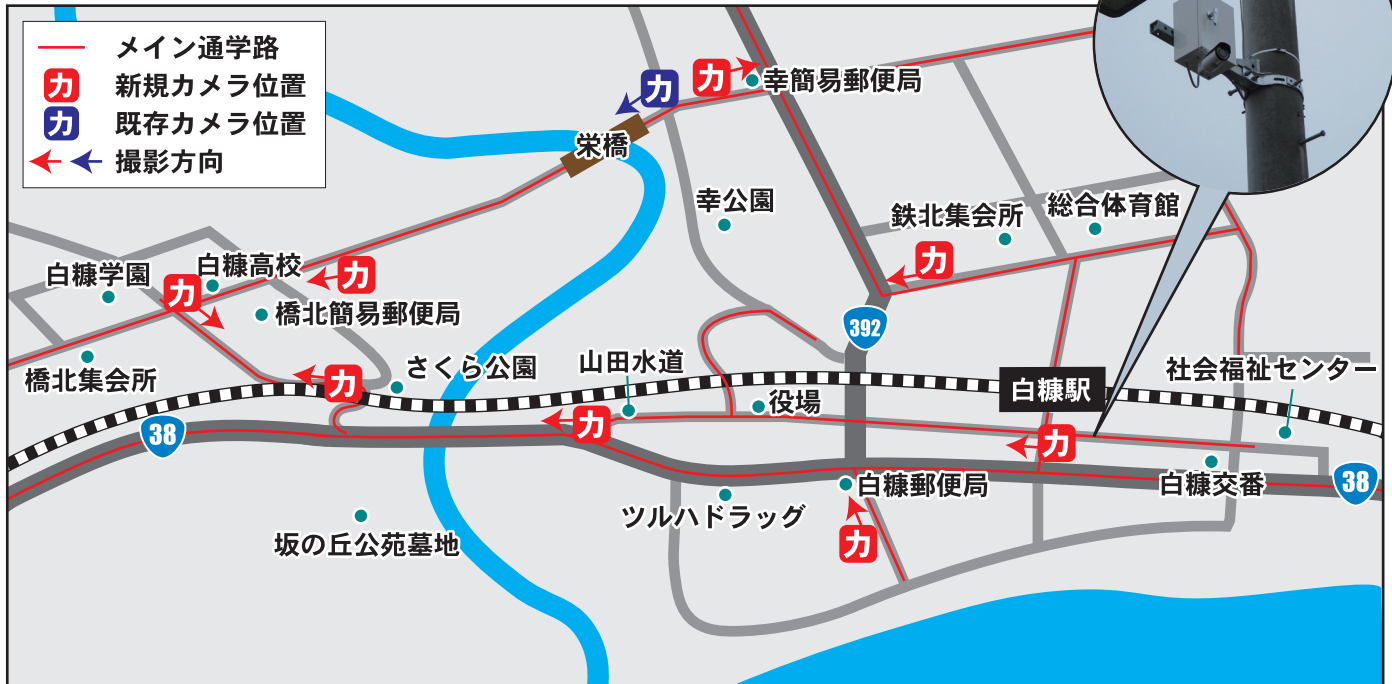 メイン通学路
カ 新規カメラ位置
カ 既存カメラ位置
撮影方向
カ
カ
幸簡易郵便局
栄橋
幸公園
鉄北集会所
総合体育館
カ
白糠学園
白糠高校
カ
カ
橋北簡易郵便局
392
橋北集会所
カ
さくら公園
山田水道
白糠駅
社会福祉センター
38
カ
役場
カ
白糠郵便局
白糠交番
38
ツルハドラッグ
坂の丘公苑墓地
カ